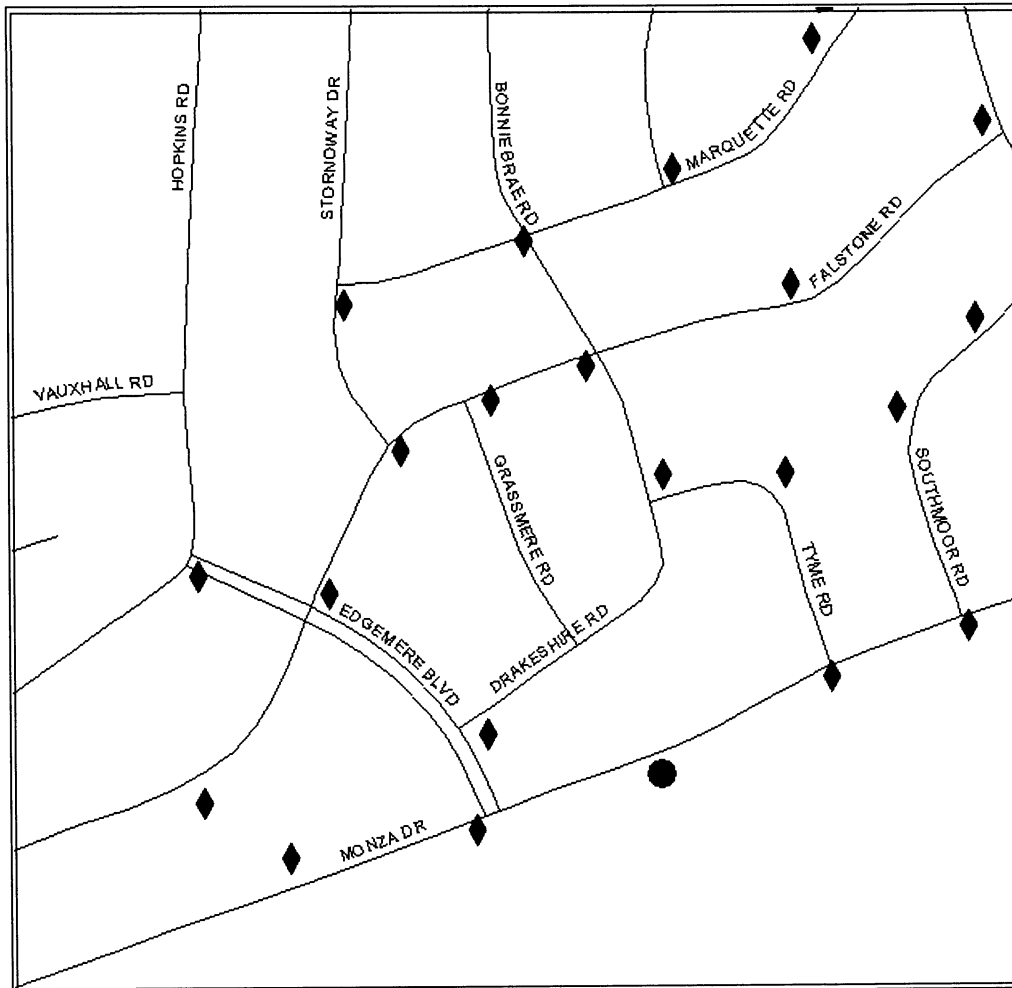 HOPKINS RD
STORNOWAY DR
BONNIEBRAE RD
MARQUETTE RD
FALSTONE RD
VAUXHALL RD
GRASSMERE RD
SOUTHMOOR RD
TYME RD
EDGEMERE BLVD
DRAKESHIRE RD
MONZA DR